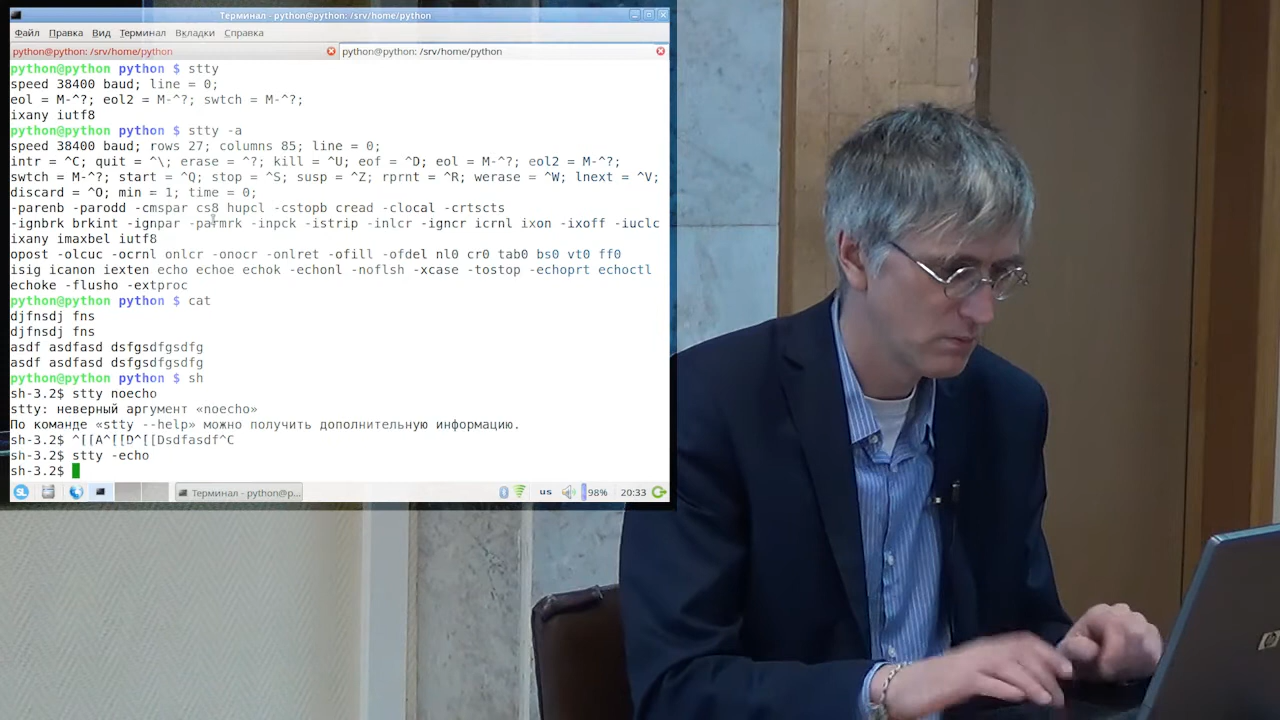 Терминал - python@python: /srv/home/python
Файл Правка Вид Терминал Вкладки Справка
python@python: /srv/home/python python@python: /srv/home/python
python@python python $ stty
speed 38400 baud; line = 0;
eol = M-^?; eol2 = M-^?; swtch = M-^?;
ixany iutf8
python@python python $ stty -a
speed 38400 baud; rows 27; columns 85; line = 0;
intr = ^C; quit = ^\; erase = ^?; kill = ^U; eof = ^D; eol = M-^?; eol2 = M-^?;
swtch = M-^?; start = ^Q; stop = ^S; susp = ^Z; rprnt = ^R; werase = ^W; lnext = ^V;
discard = ^O; min = 1; time = 0;
-parenb -parodd -cmspar cs8 hupcl -cstopb cread -clocal -crtscts
-ignbrk brkint -ignpar -parmrk -inpck -istrip -inlcr -igncr icrnl ixon -ixoff -iuclc
ixany imaxbel iutf8
opost -olcuc -ocrnl onlcr -onocr -onlret -ofill -ofdel nl0 cr0 tab0 bs0 vt0 ff0
isig icanon iexten echo echoe echok -echonl -noflsh -xcase -tostop -echoprt echoctl
echoke -flusho -extproc
python@python python $ cat
djfnsdj fns
djfnsdj fns
asdf asdfasd dsfgsdfgsdfg
asdf asdfasd dsfgsdfgsdfg
python@python python $ sh
sh-3.2$ stty noecho
stty: неверный аргумент «noecho»
По команде «stty --help» можно получить дополнительную информацию.
sh-3.2$ ^[[A^[[D^[[Dsdfasdf^C
sh-3.2$ stty -echo
sh-3.2$
Терминал - python@p... us 98% 20:33
hp